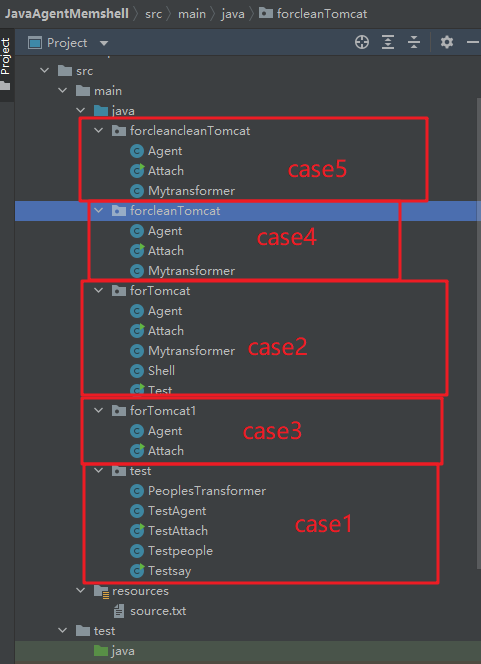 JavaAgentMemshell src main java forcleanTomcat
Project
Project
src
main
java
forcleancleanTomcat
Agent
Attach
case5
Mytransformer
forcleanTomcat
Agent
case4
Attach
Mytransformer
forTomcat
Agent
Attach
Mytransformer
case2
Shell
Test
forTomcat1
Agent
case3
Attach
test
PeoplesTransformer
TestAgent
case1
TestAttach
Testpeople
Testsay
resources
source.txt
test
java